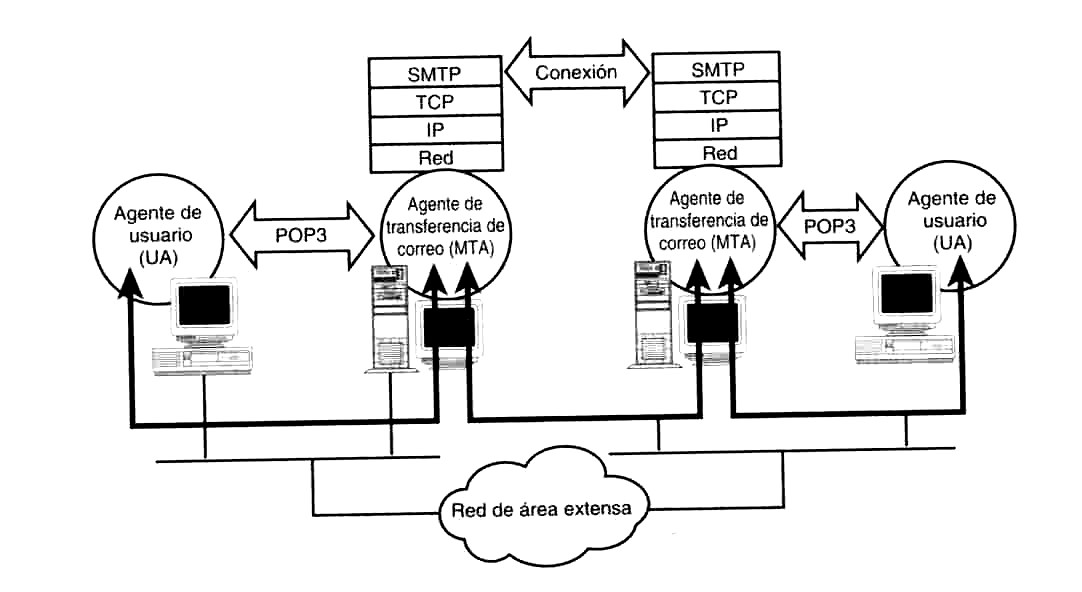 SMTP
TCP
IP
Red
Conexión
SMTP
TCP
IP
Red
Agente de
usuario
(UA)
POP3
Agente de
transferencia de
correo (MTA)
Agente de
transferencia de
correo (MTA)
POP3
Agente de
usuario
(UA)
Red de área extensa